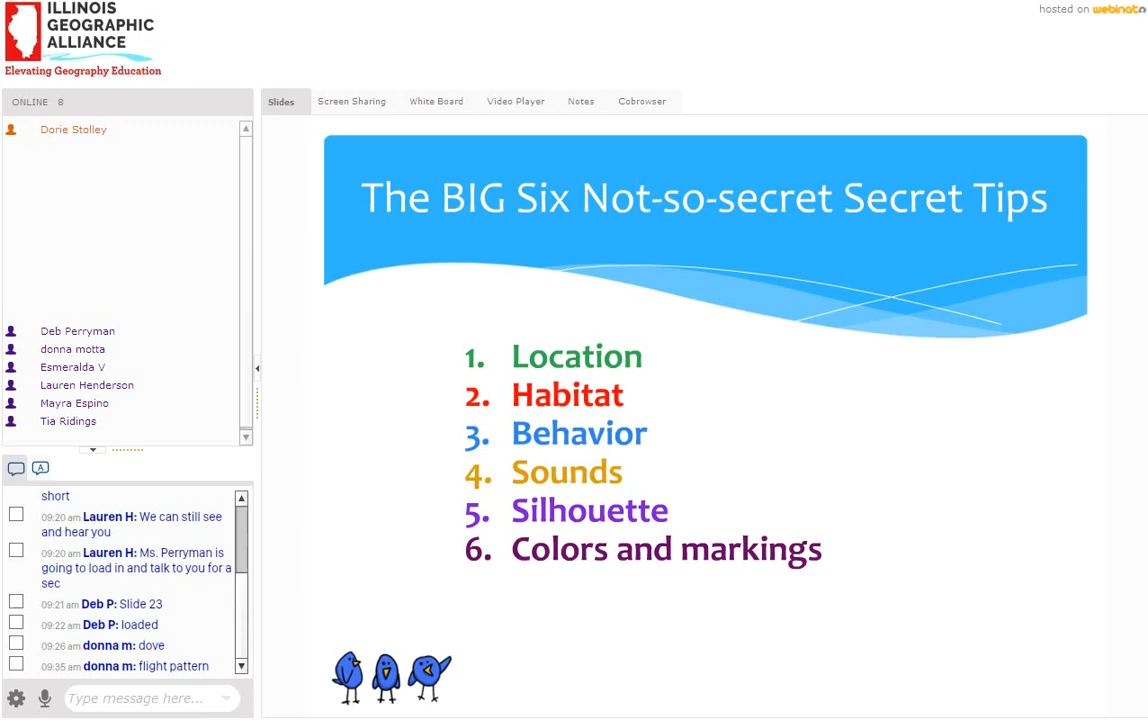 ILLINOIS
GEOGRAPHIC
ALLIANCE
Elevating Geography Education
hosted on webinato
ONLINE 8
Dorie Stolley
Deb Perryman
donna motta
Esmeralda V
Lauren Henderson
Mayra Espino
Tia Ridings
A
short
09:20 am Lauren H: We can still see
and hear you
09:20 am Lauren H: Ms. Perryman is
going to load in and talk to you for a
sec
09:21 am Deb P: Slide 23
09:22 am Deb P: loaded
09:26 am donna m: dove
09:35 am donna m: flight pattern
Type message here...
Slides Screen Sharing White Board Video Player Notes Cobrowser
The BIG Six Not-so-secret Secret Tips
1. Location
2. Habitat
3. Behavior
4. Sounds
5. Silhouette
6. Colors and markings